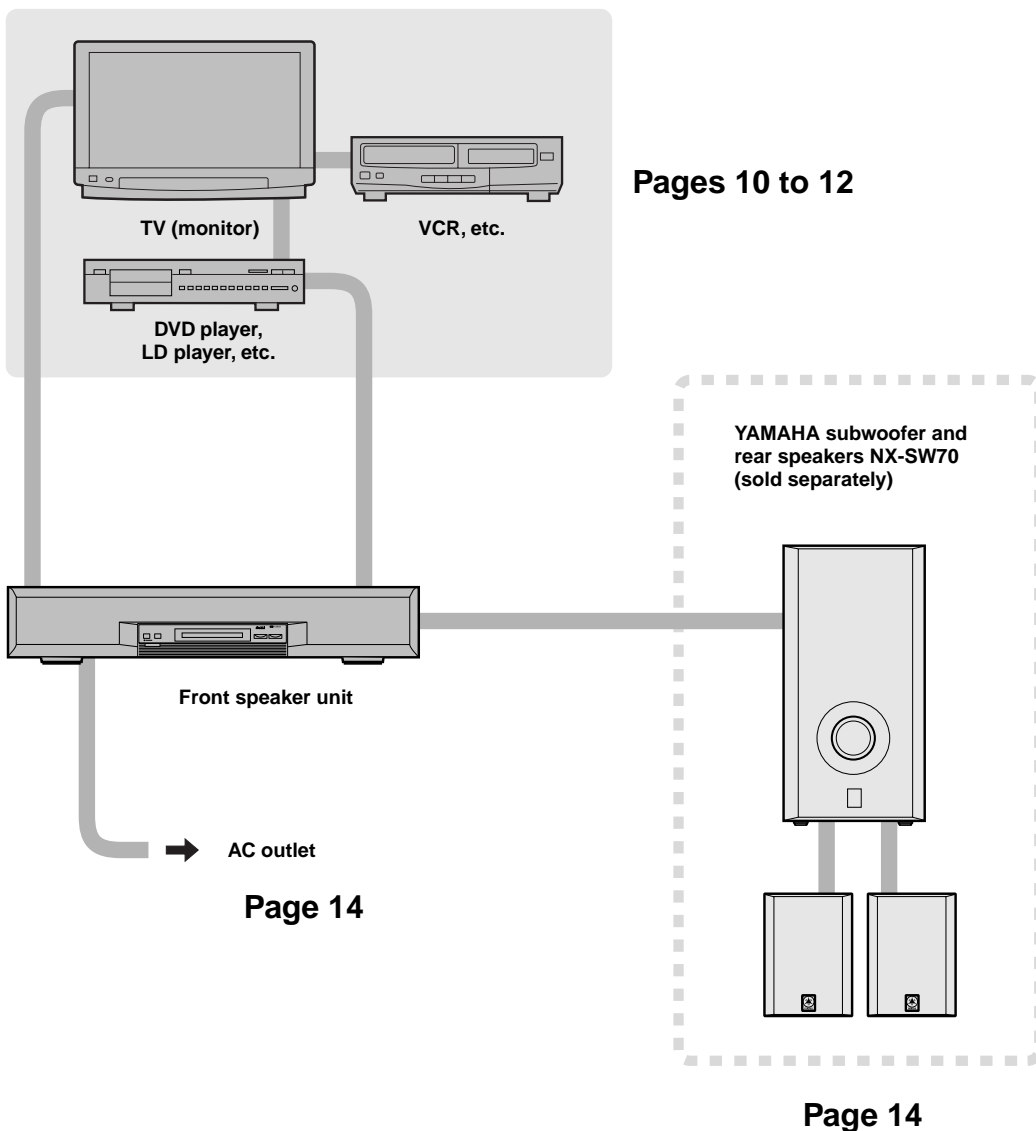 TV (monitor)
VCR, etc.
Pages 10 to 12
DVD player,
LD player, etc.
YAMAHA subwoofer and
rear speakers NX-SW70
(sold separately)
Front speaker unit
AC outlet
Page 14
Page 14